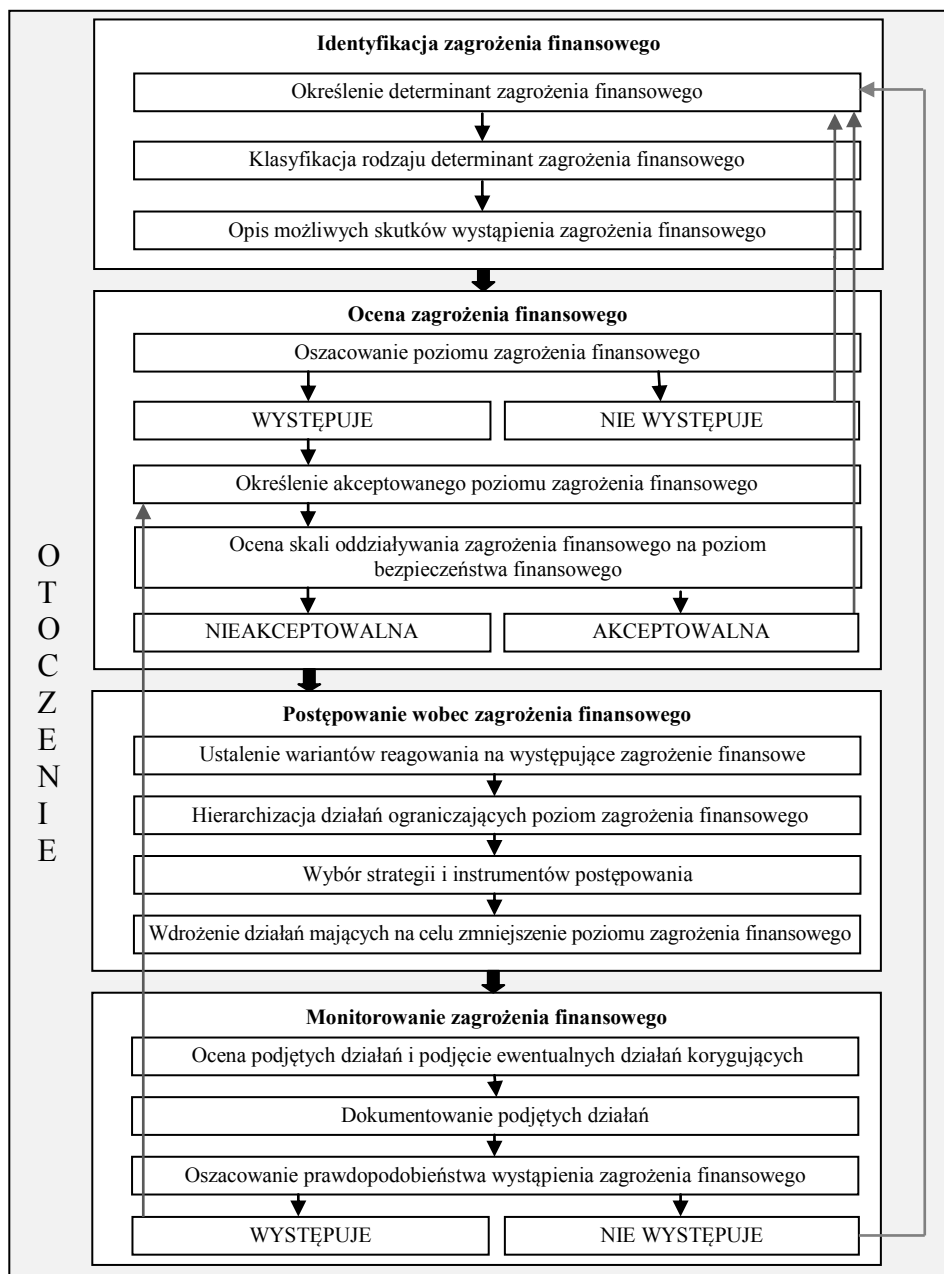 Identyfikacja zagrożenia finansowego
Określenie determinant zagrożenia finansowego
Klasyfikacja rodzaju determinant zagrożenia finansowego
Opis możliwych skutków wystąpienia zagrożenia finansowego
Ocena zagrożenia finansowego
Oszacowanie poziomu zagrożenia finansowego
WYSTĘPUJE
NIE WYSTĘPUJE
Określenie akceptowanego poziomu zagrożenia finansowego
Ocena skali oddziaływania zagrożenia finansowego na poziom
bezpieczeństwa finansowego
NIEAKCEPTOWALNA
AKCEPTOWALNA
Postępowanie wobec zagrożenia finansowego
Ustalenie wariantów reagowania na występujące zagrożenie finansowe
Hierarchizacja działań ograniczających poziom zagrożenia finansowego
Wybór strategii i instrumentów postępowania
Wdrożenie działań mających na celu zmniejszenie poziomu zagrożenia finansowego
Monitorowanie zagrożenia finansowego
Ocena podjętych działań i podjęcie ewentualnych działań korygujących
Dokumentowanie podjętych działań
Oszacowanie prawdopodobieństwa wystąpienia zagrożenia finansowego
WYSTĘPUJE
NIE WYSTĘPUJE
O
T
O
C
Z
E
N
I
E